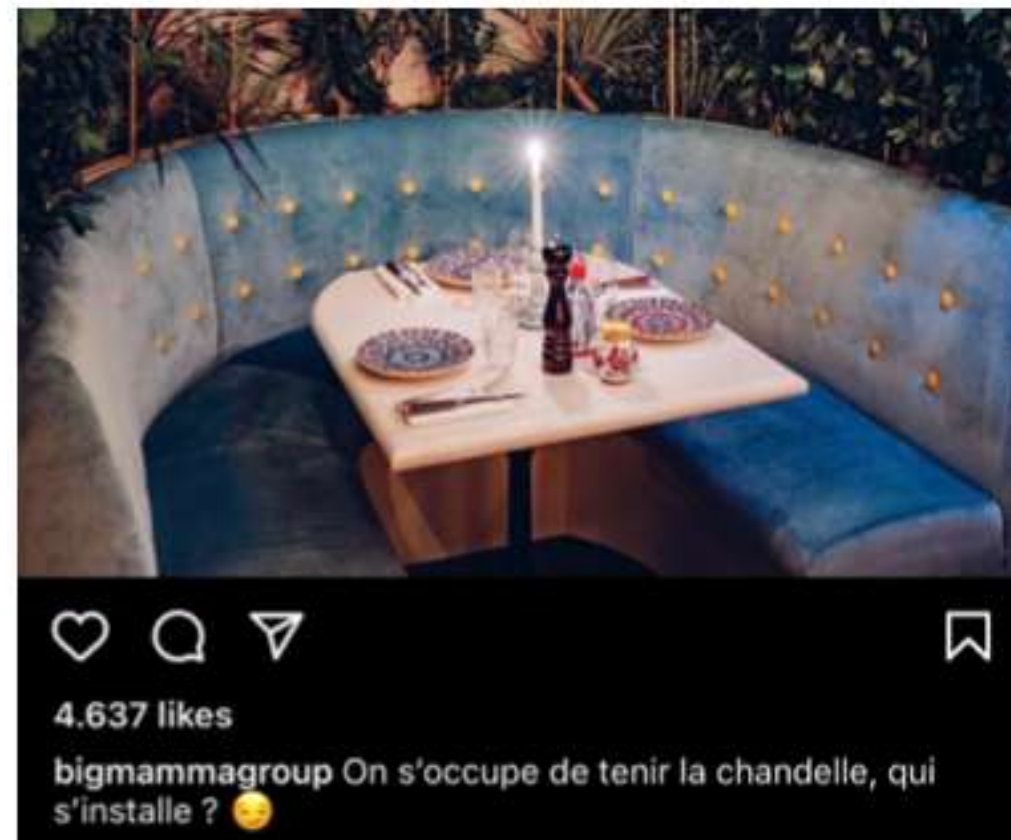 4.637 likes
bigmammagroup On s'occupe de tenir la chandelle, qui
s'installe ? 😏